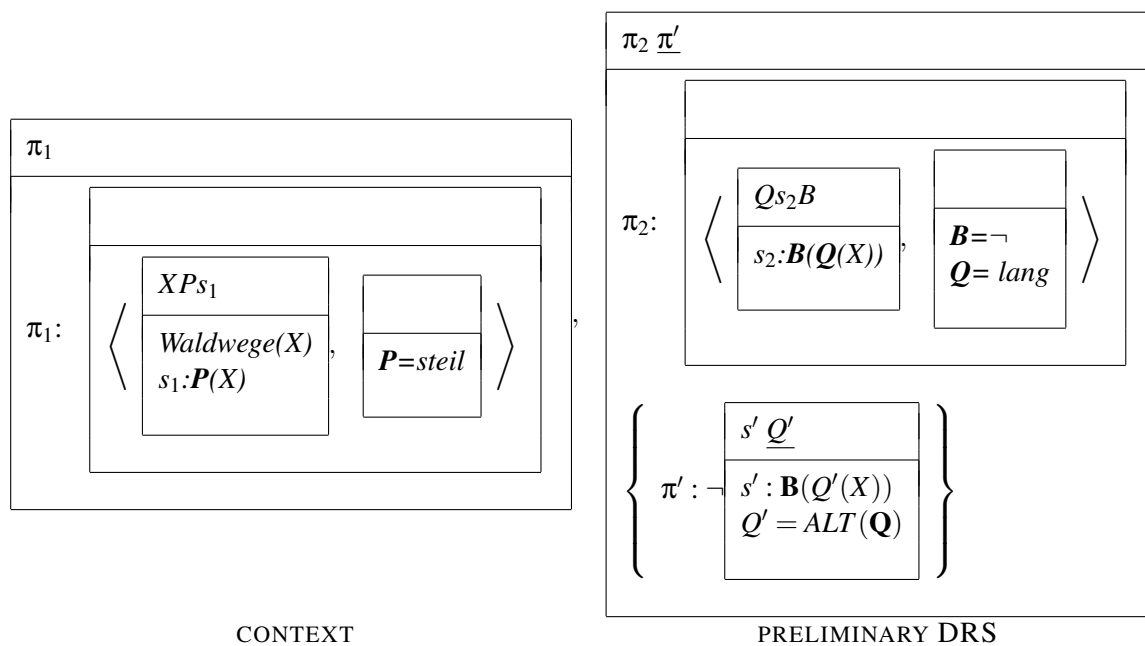 π₁
π₁:
XPs₁
Waldwege(X)
s₁:P(X)
,
P=steil
,
CONTEXT
π₂ π′
π₂:
Qs₂B
s₂:B(Q(X))
,
B=¬
Q= lang
π′ : ¬
s′ Q′
s′ : B(Q′(X))
Q′ = ALT(Q)
PRELIMINARY DRS